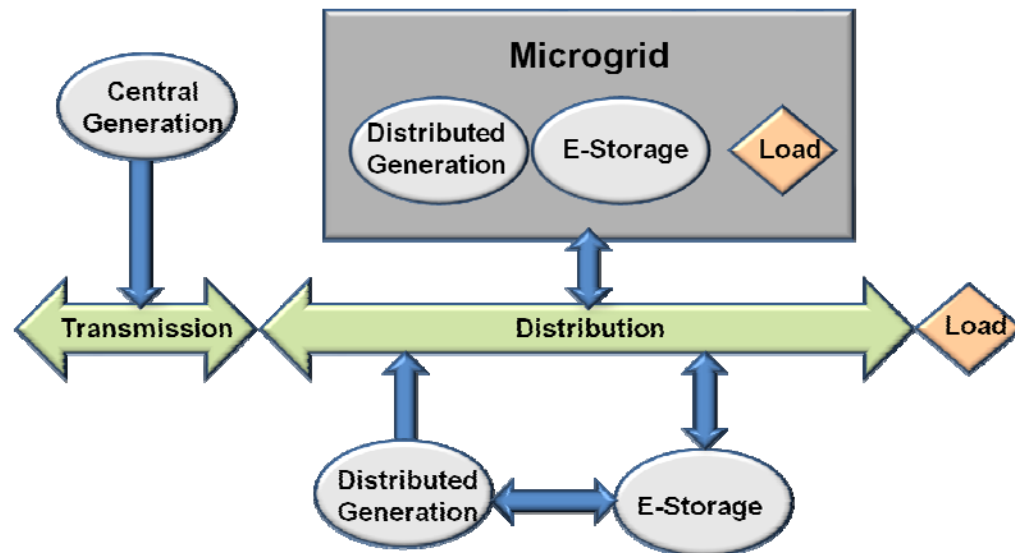 Microgrid
Central
Generation
Distributed
Generation
E-Storage
Load
Transmission
Distribution
Load
Distributed
Generation
E-Storage